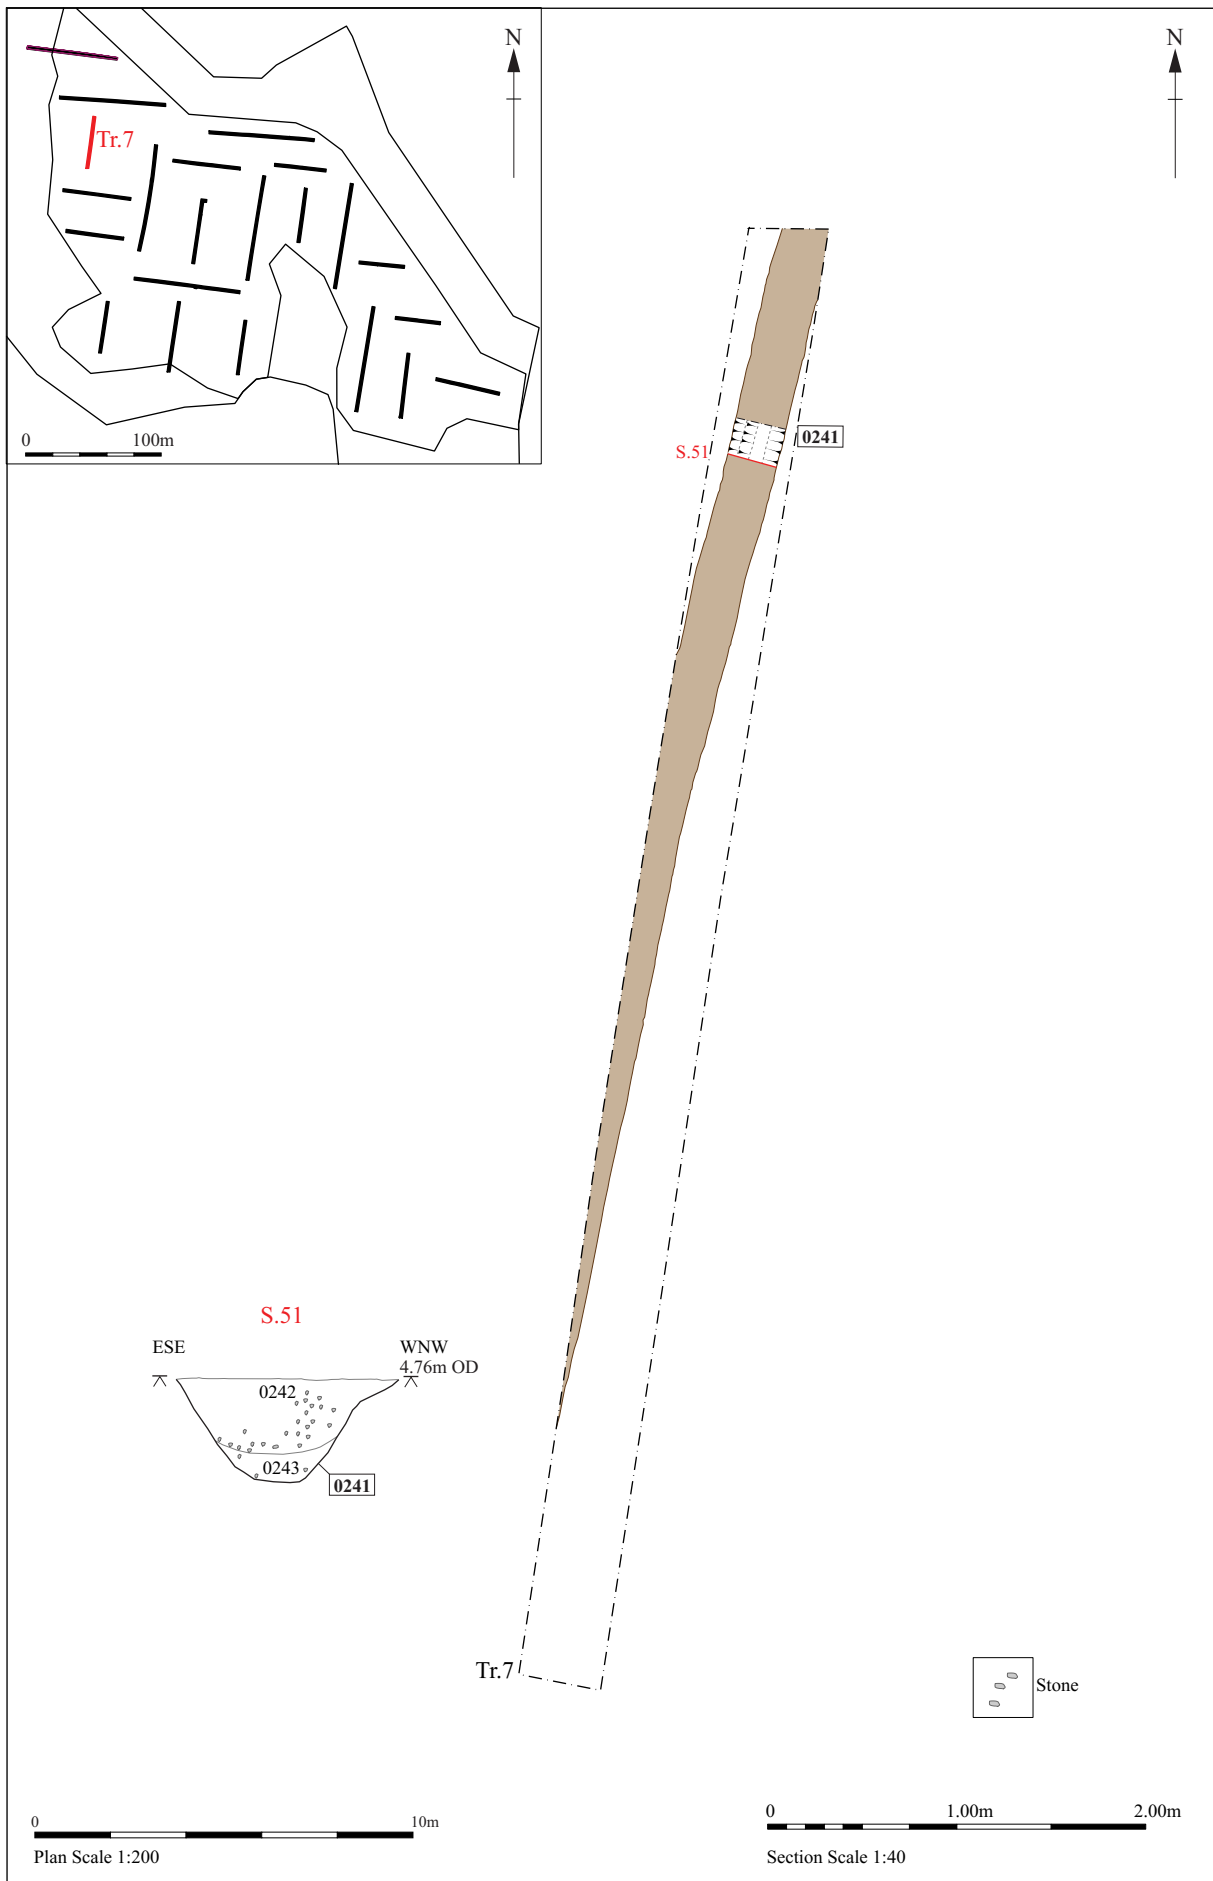 N
Tr.7
0 100m
N
S.51
0241
S.51
ESE
WNW
4.76m OD
0242
0243
0241
Tr.7
Stone
0 10m
Plan Scale 1:200
0 1.00m 2.00m
Section Scale 1:40